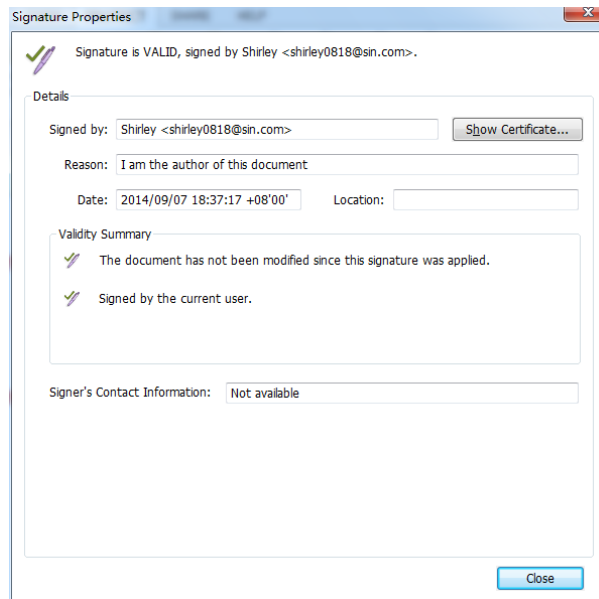 Signature Properties
SHARE HELP
Signature is VALID, signed by Shirley <shirley0818@sin.com>.
Details
Signed by: Shirley <shirley0818@sin.com> Show Certificate...
Reason: I am the author of this document
Date: 2014/09/07 18:37:17 +08'00' Location:
Validity Summary
The document has not been modified since this signature was applied.
Signed by the current user.
Signer's Contact Information: Not available
Close